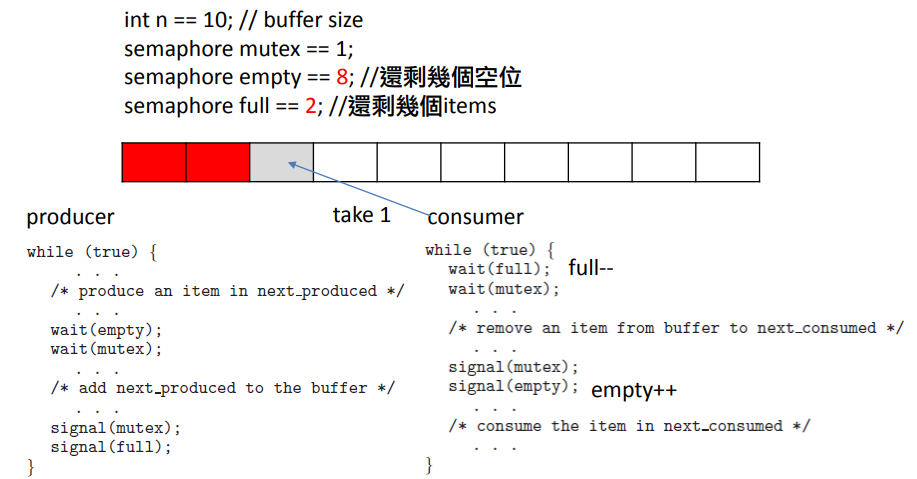 int n == 10; // buffer size
semaphore mutex == 1;
semaphore empty == 8; //還剩幾個空位
semaphore full == 2; //還剩幾個items
producer
take 1
consumer
while (true) {
. . .
/* produce an item in next_produced */
. . .
wait(empty);
wait(mutex);
. . .
/* add next_produced to the buffer */
. . .
signal(mutex);
signal(full);
}
while (true) {
wait(full); full--
wait(mutex);
. . .
/* remove an item from buffer to next_consumed */
. . .
signal(mutex);
signal(empty); empty++
. . .
/* consume the item in next_consumed */
. . .
}